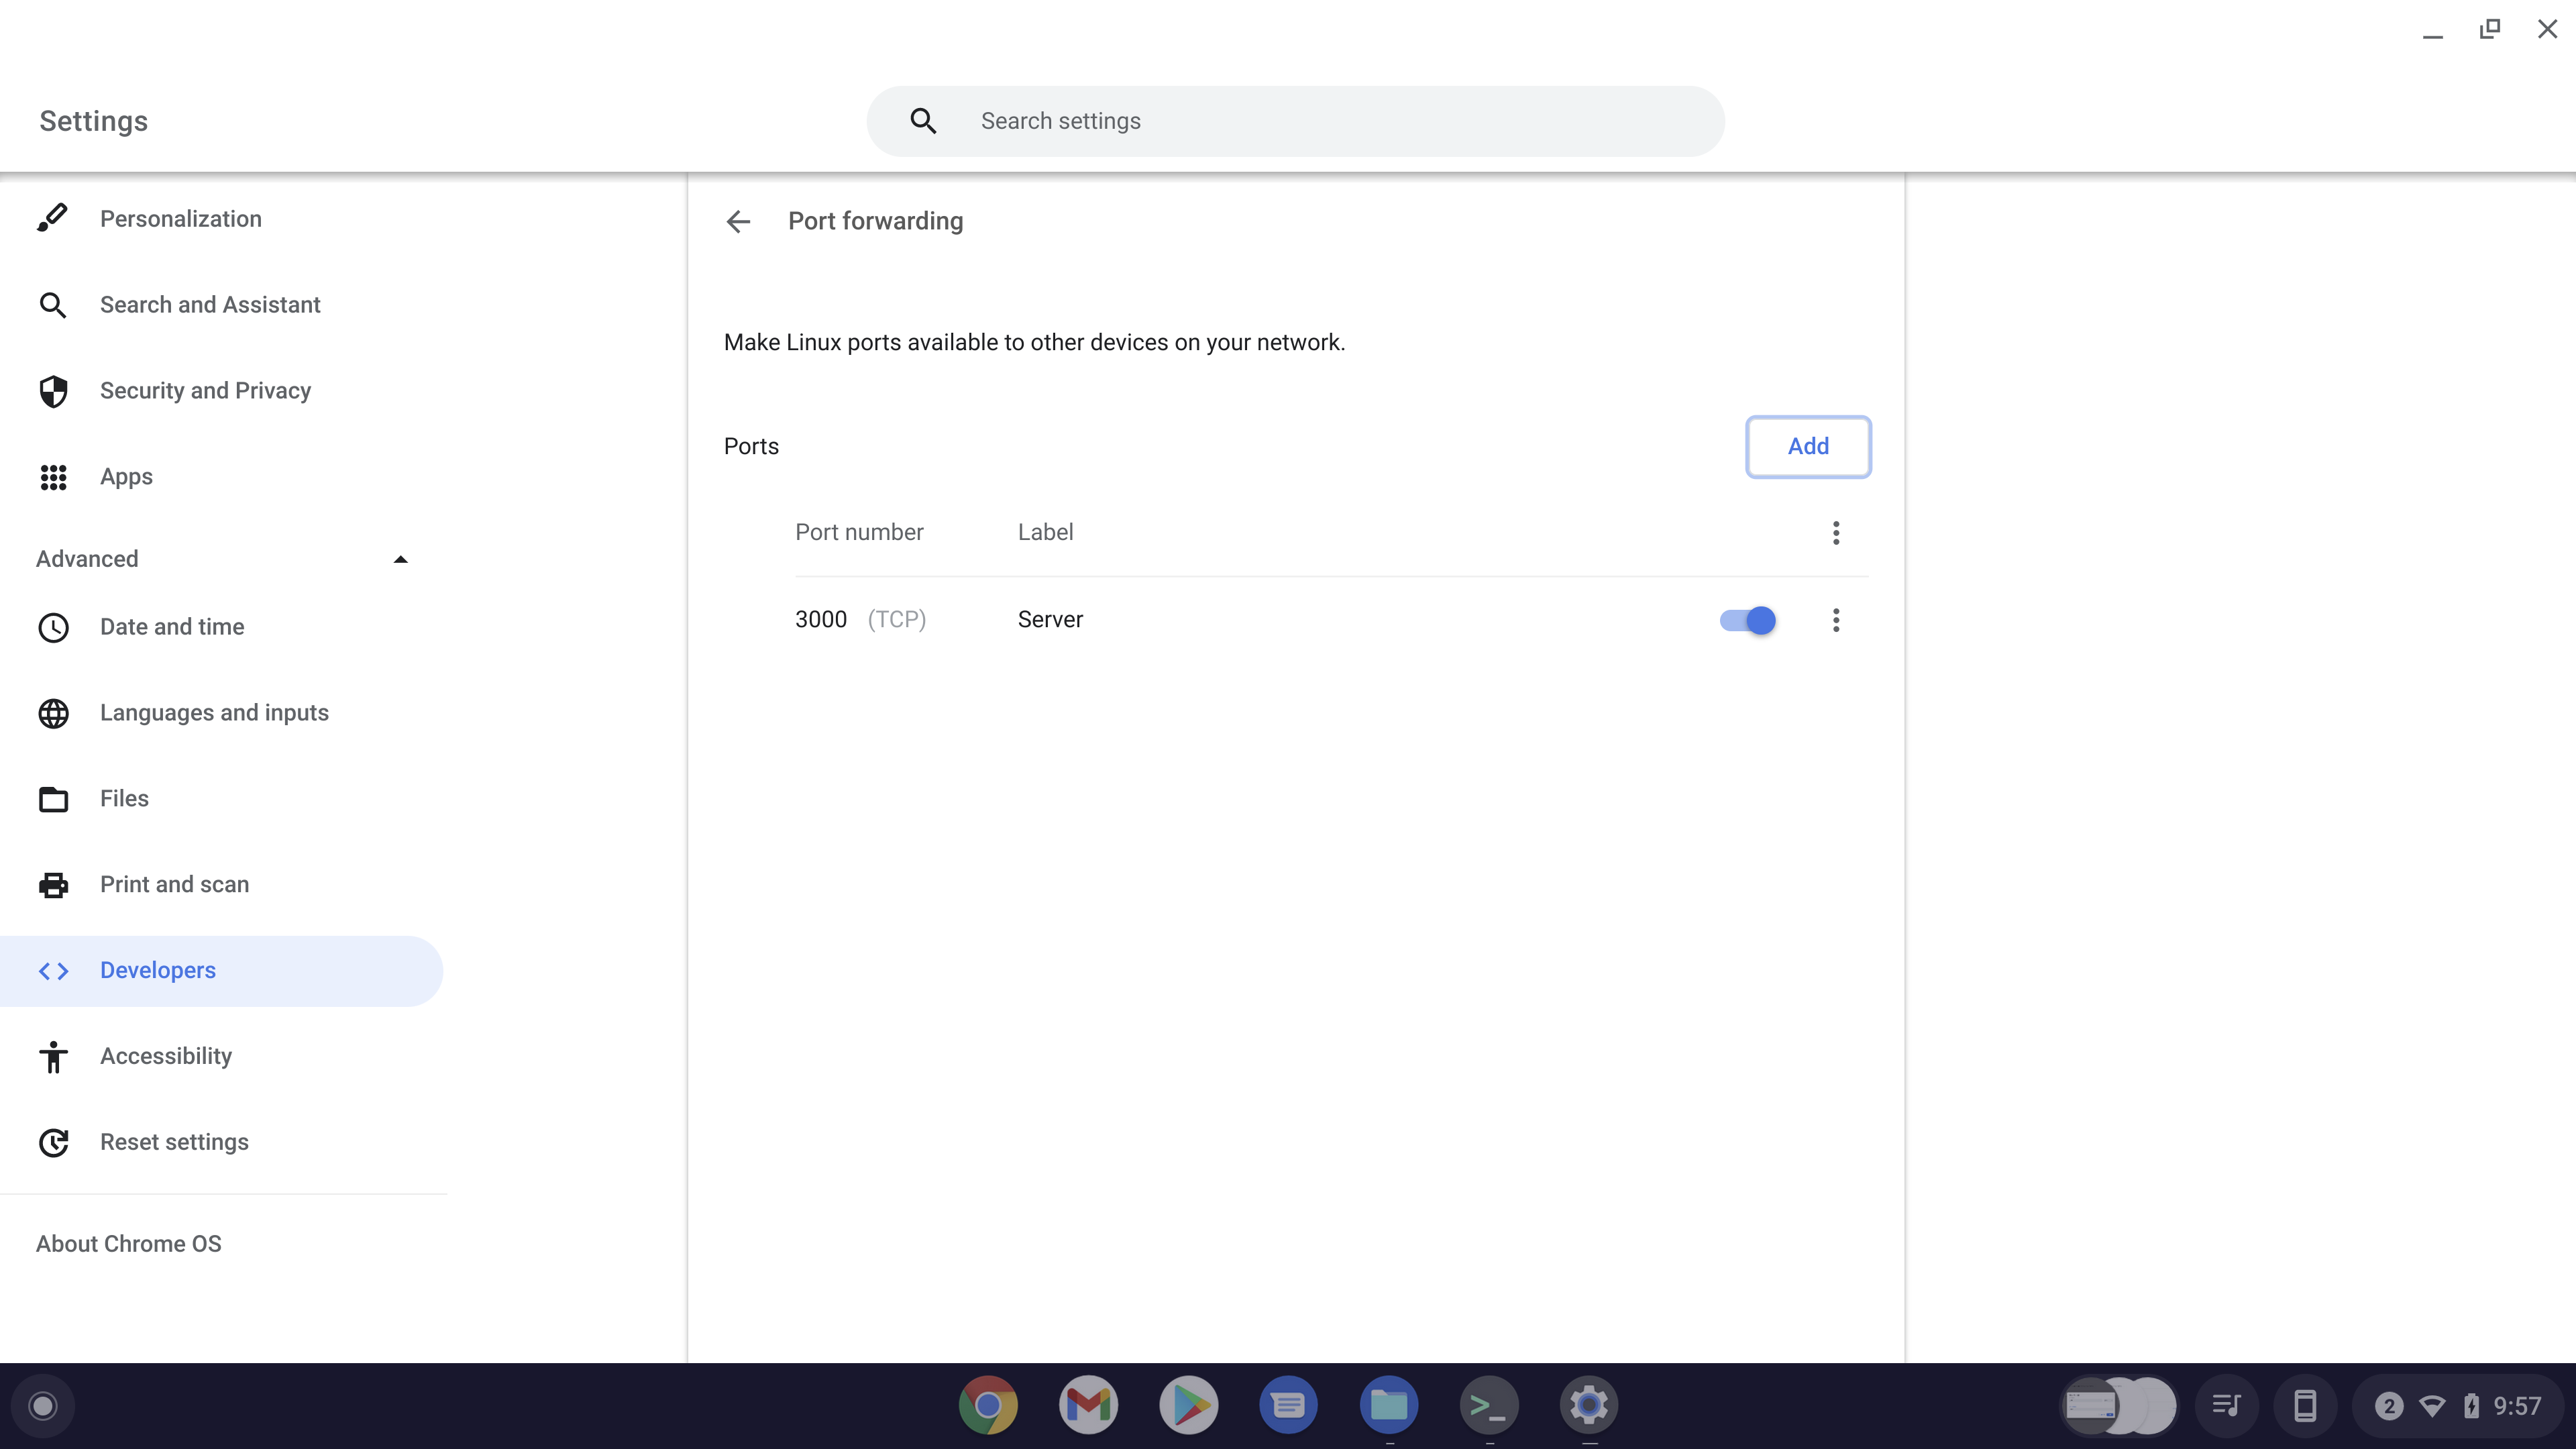 Settings
Search settings
Personalization
Search and Assistant
Security and Privacy
Apps
Advanced
Date and time
Languages and inputs
Files
Print and scan
Developers
Accessibility
Reset settings
About Chrome OS
Port forwarding
Make Linux ports available to other devices on your network.
Ports
Add
Port number Label
3000 (TCP) Server
2 9:57